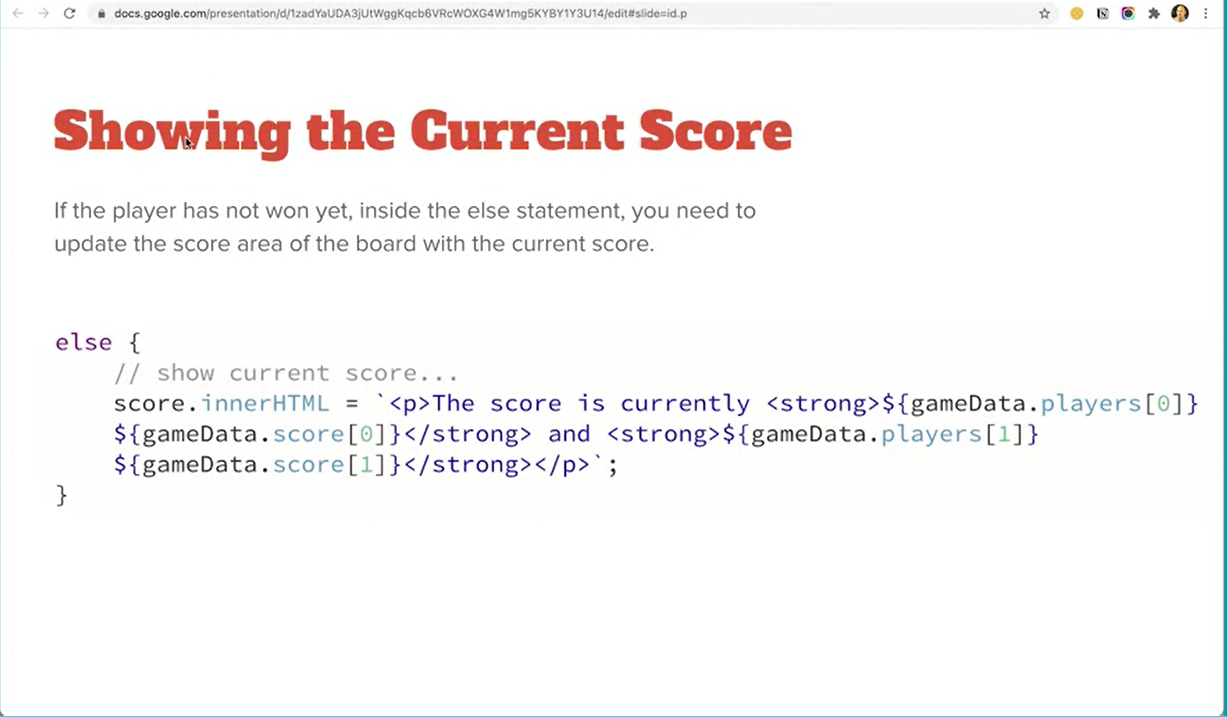 docs.google.com/presentation/d/1zadYaUDA3jUtWggKqcb6VRcWOXG4W1mg5KYBY1Y3U14/edit#slide=id.p
Showing the Current Score
If the player has not won yet, inside the else statement, you need to
update the score area of the board with the current score.
else {
// show current score...
score.innerHTML = `<p>The score is currently <strong>${gameData.players[0]}
${gameData.score[0]}</strong> and <strong>${gameData.players[1]}
${gameData.score[1]}</strong></p>`;
}